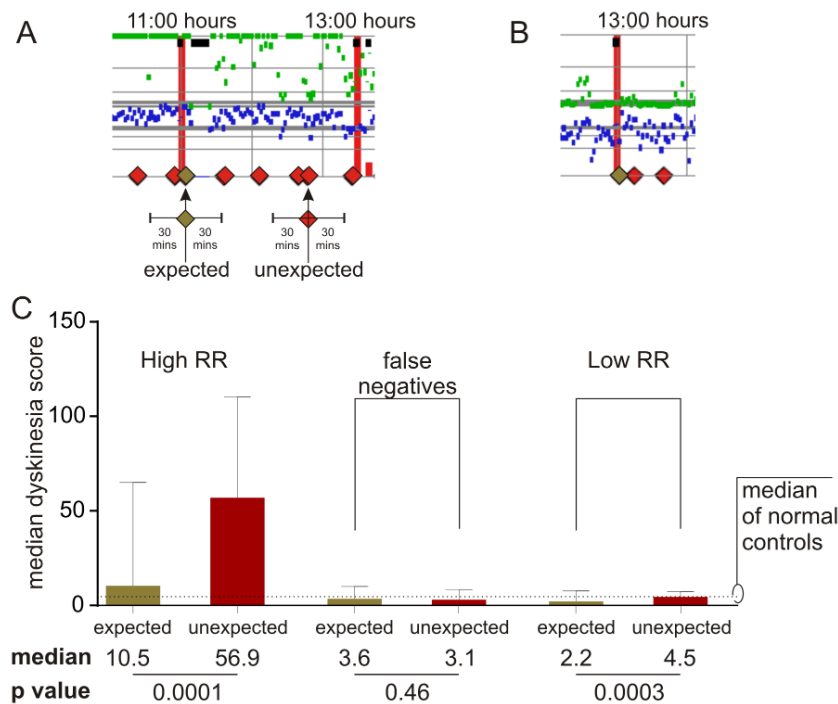 A
11:00 hours
13:00 hours
B
13:00 hours
30 mins
30 mins
30 mins
30 mins
expected
unexpected
C
median dyskinesia score
150
100
50
0
High RR
false
negatives
Low RR
median
of normal
controls
expected unexpected expected unexpected expected unexpected
median 10.5 56.9 3.6 3.1 2.2 4.5
p value 0.0001 0.46 0.0003